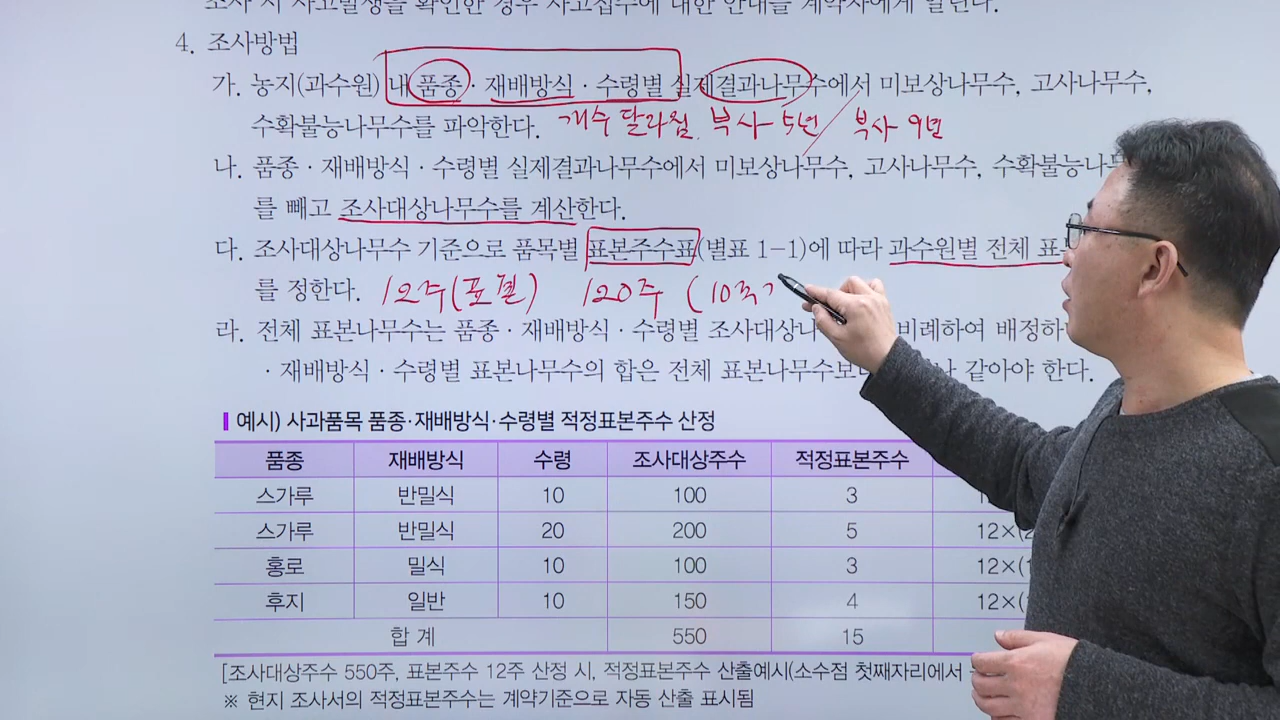 조사 시 사고발생을 확인한 경우 사고접수에 대한 안내를 계약자에게 알린다.
4. 조사방법
가. 농지(과수원) 내 품종·재배방식·수령별 실제결과나무수에서 미보상나무수, 고사나무수,
수확불능나무수를 파악한다. 개수 달라짐. 부사 5년 / 부사 9년
나. 품종·재배방식·수령별 실제결과나무수에서 미보상나무수, 고사나무수, 수확불능나무
를 빼고 조사대상나무수를 계산한다.
다. 조사대상나무수 기준으로 품목별 표본주수표(별표 1-1)에 따라 과수원별 전체 표
를 정한다. 12주(표본) 120주 (10주
라. 전체 표본나무수는 품종·재배방식·수령별 조사대상나 비례하여 배정하
·재배방식·수령별 표본나무수의 합은 전체 표본나무수보 나 같아야 한다.
예시) 사과품목 품종·재배방식·수령별 적정표본주수 산정
품종 재배방식 수령 조사대상주수 적정표본주수
스가루 반밀식 10 100 3
스가루 반밀식 20 200 5 12×(2
홍로 밀식 10 100 3 12×(1
후지 일반 10 150 4 12×(
합 계 550 15
[조사대상주수 550주, 표본주수 12주 산정 시, 적정표본주수 산출예시(소수점 첫째자리에서
※ 현지 조사서의 적정표본주수는 계약기준으로 자동 산출 표시됨